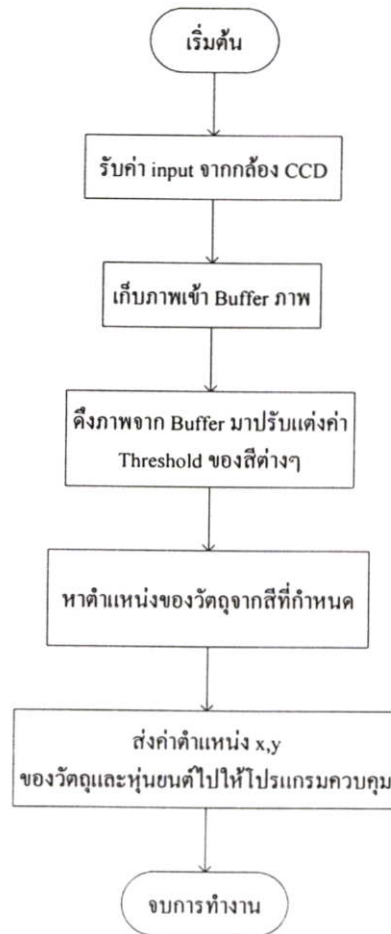 เริ่มต้น
รับค่า input จากกล้อง CCD
เก็บภาพเข้า Buffer ภาพ
ดึงภาพจาก Buffer มาปรับแต่งค่า
Threshold ของสีต่างๆ
หาตำแหน่งของวัตถุจากสีที่กำหนด
ส่งค่าตำแหน่ง x,y
ของวัตถุและหุ่นยนต์ไปให้โปรแกรมควบคุม
จบการทำงาน